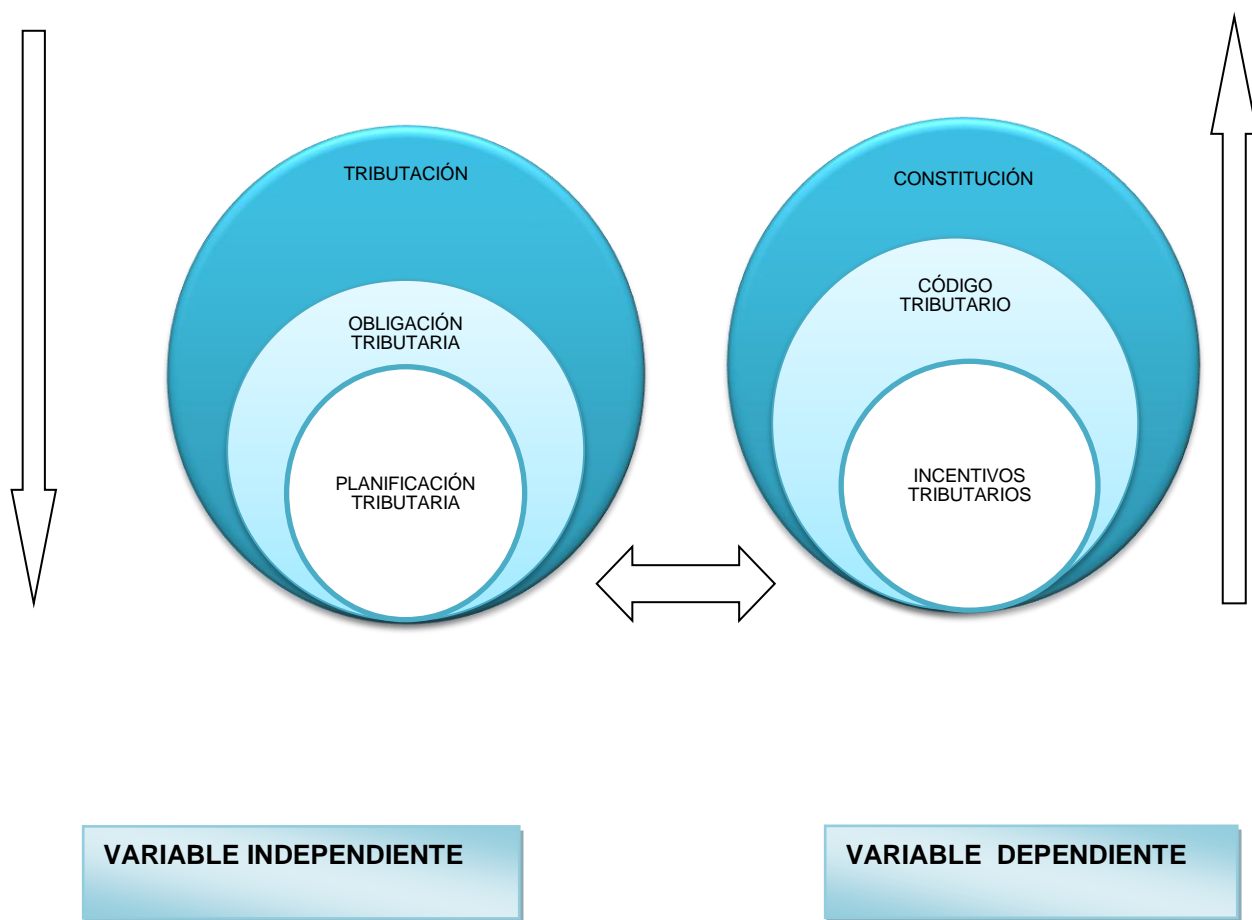 TRIBUTACIÓN
OBLIGACIÓN
TRIBUTARIA
PLANIFICACIÓN
TRIBUTARIA
CONSTITUCIÓN
CÓDIGO
TRIBUTARIO
INCENTIVOS
TRIBUTARIOS
VARIABLE INDEPENDIENTE
VARIABLE DEPENDIENTE